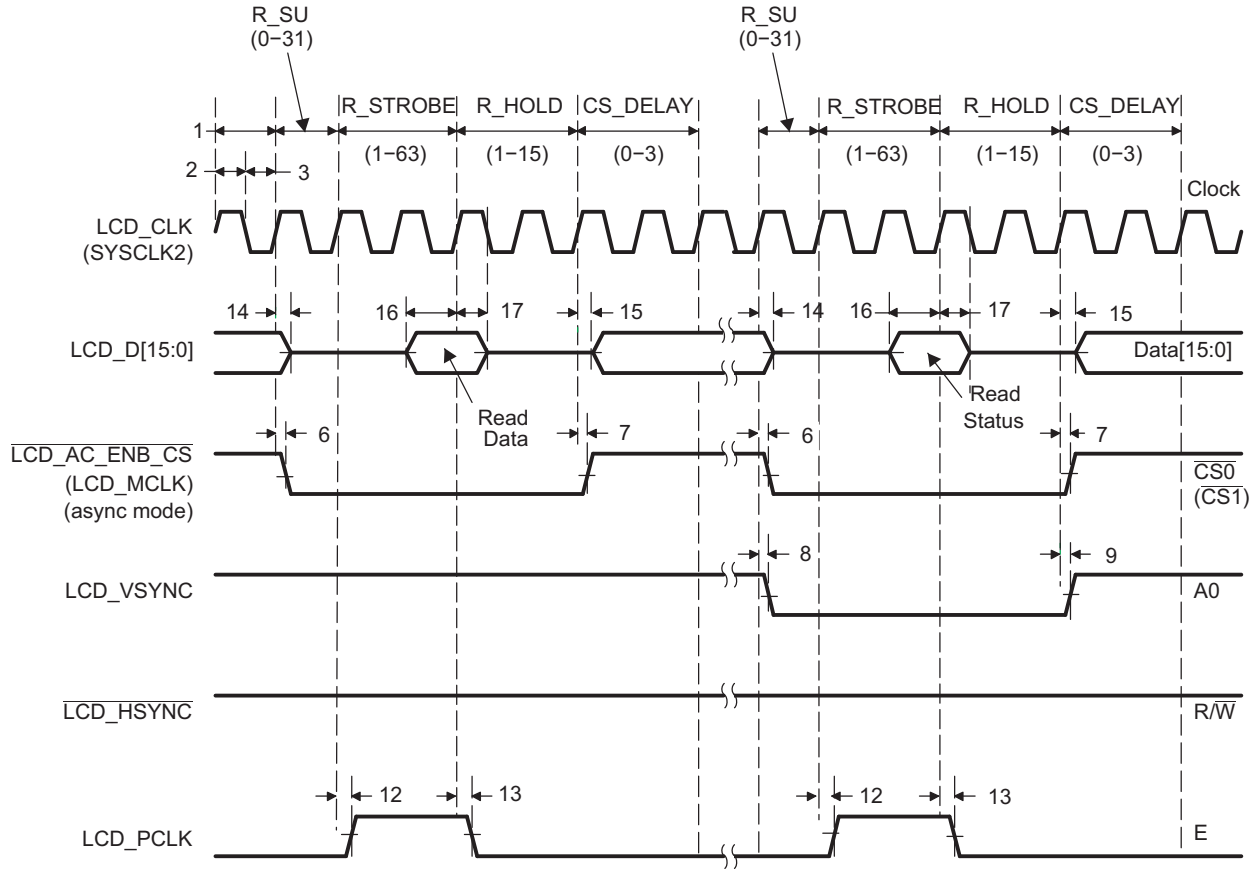 R_SU
(0−31)
R_SU
(0−31)
R_STROBE R_HOLD CS_DELAY
R_STROBE R_HOLD CS_DELAY
1
(1−63) (1−15) (0−3)
(1−63) (1−15) (0−3)
2 3
Clock
LCD_CLK
(SYSCLK2)
14 16 17 15
14 16 17 15
LCD_D[15:0]
Data[15:0]
Read
Data
Read
Status
6 7 6 7
LCD_AC_ENB_CS
(LCD_MCLK)
(async mode)
CS0
(CS1)
8 9
LCD_VSYNC
A0
LCD_HSYNC
R/W
12 13 12 13
LCD_PCLK
E